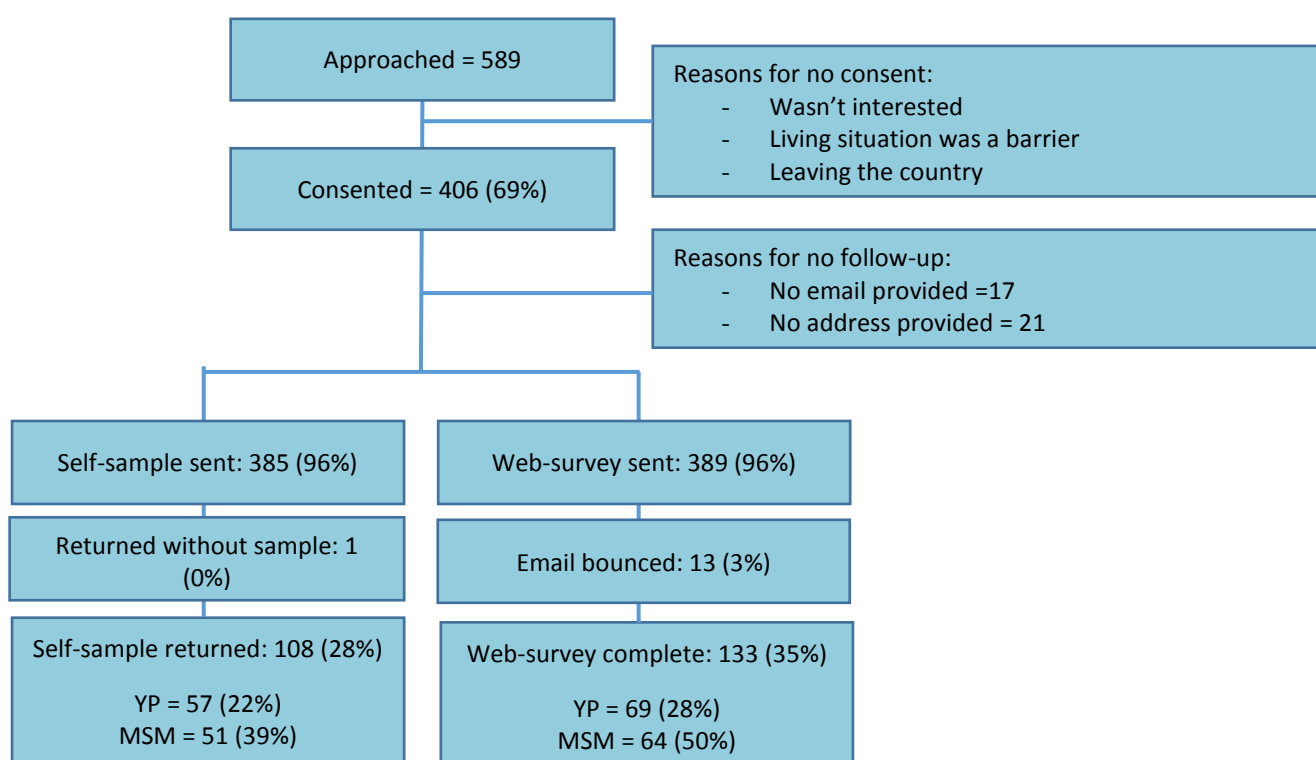 Approached = 589
Reasons for no consent:
- Wasn't interested
- Living situation was a barrier
- Leaving the country
Consented = 406 (69%)
Reasons for no follow-up:
- No email provided =17
- No address provided = 21
Self-sample sent: 385 (96%)
Web-survey sent: 389 (96%)
Returned without sample: 1
(0%)
Email bounced: 13 (3%)
Self-sample returned: 108 (28%)
YP = 57 (22%)
MSM = 51 (39%)
Web-survey complete: 133 (35%)
YP = 69 (28%)
MSM = 64 (50%)